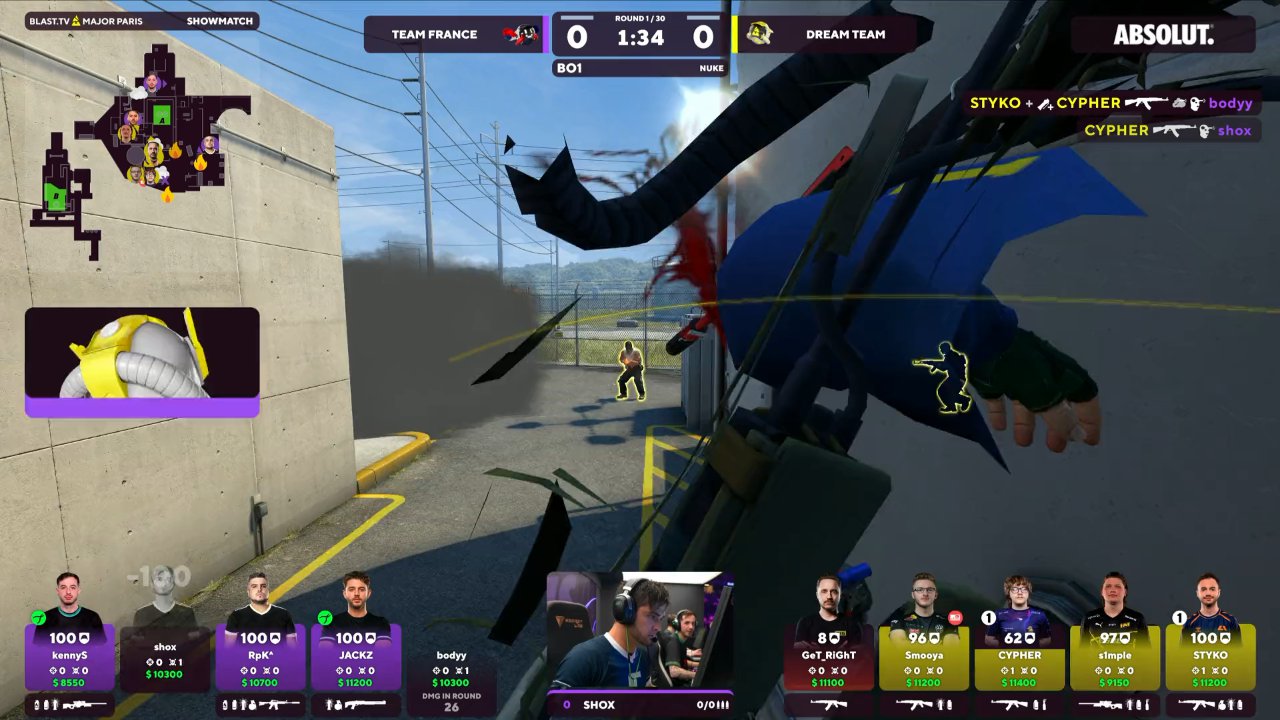 BLAST.TV MAJOR PARIS SHOWMATCH
TEAM FRANCE
0
ROUND 1 / 30
1:34
0
DREAM TEAM
BO1 NUKE
ABSOLUT.
STYKO + CYPHER bodyy
CYPHER shox
-100
100
kennyS
0 0
$ 8550
shox
0 1
$ 10300
100
RpK^
0 0
$ 10700
100
JACKZ
0 0
$ 11200
bodyy
0 1
$ 10300
DMG IN ROUND
26
0 SHOX 0/0
8
GeT_RiGhT
0 0
$ 11100
96
Smooya
0 0
$ 11200
1
62
CYPHER
1 0
$ 11400
97
s1mple
0 0
$ 9150
1
100
STYKO
1 0
$ 11200